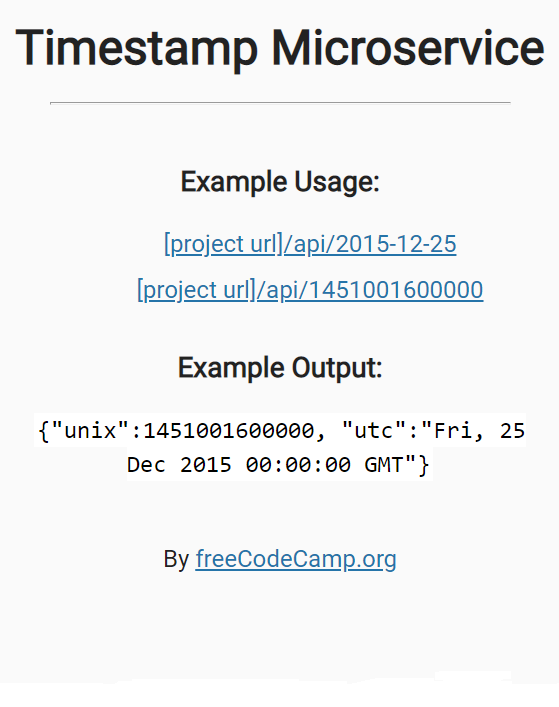 Timestamp Microservice
Example Usage:
[project url]/api/2015-12-25
[project url]/api/1451001600000
Example Output:
{"unix":1451001600000, "utc":"Fri, 25
Dec 2015 00:00:00 GMT"}
By freeCodeCamp.org